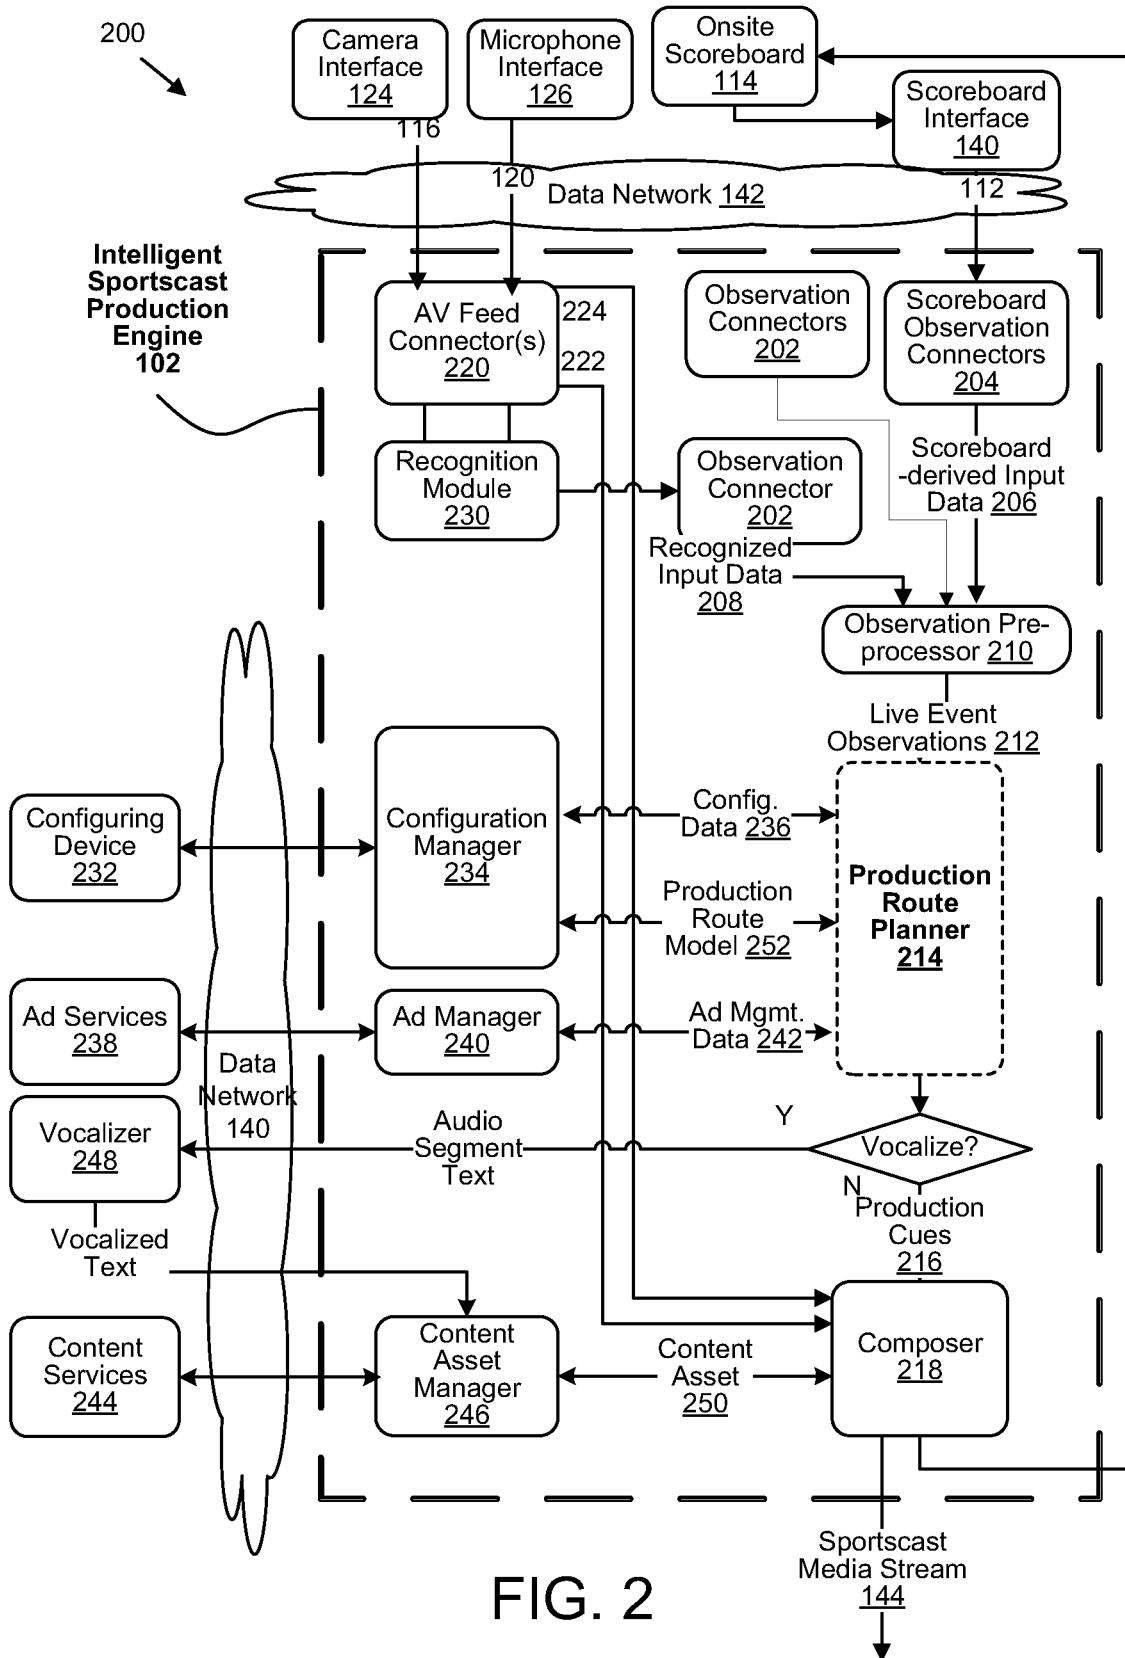 200
Camera
Interface
124
Microphone
Interface
126
Onsite
Scoreboard
114
Scoreboard
Interface
140
116
120
Data Network 142
112
Intelligent
Sportscast
Production
Engine
102
AV Feed
Connector(s)
220
224
222
Observation
Connectors
202
Scoreboard
Observation
Connectors
204
Recognition
Module
230
Observation
Connector
202
Scoreboard
-derived Input
Data 206
Recognized
Input Data
208
Observation Pre-
processor 210
Live Event
Observations 212
Configuring
Device
232
Configuration
Manager
234
Config.
Data 236
Production
Route
Model 252
Production
Route
Planner
214
Ad Services
238
Ad Manager
240
Ad Mgmt.
Data 242
Data
Network
140
Vocalizer
248
Audio
Segment
Text
Y
Vocalize?
N
Production
Cues
216
Vocalized
Text
Content
Services
244
Content
Asset
Manager
246
Content
Asset
250
Composer
218
Sportscast
Media Stream
144
FIG. 2